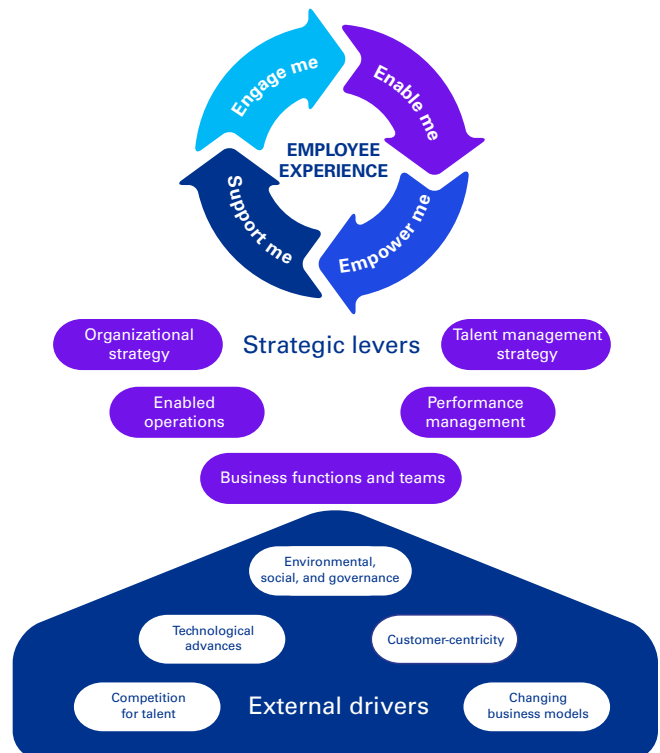 Engage me
Enable me
EMPLOYEE
EXPERIENCE
Support me
Empower me
Organizational
strategy
Strategic levers
Talent management
strategy
Enabled
operations
Performance
management
Business functions and teams
Environmental,
social, and governance
Technological
advances
Customer-centricity
Competition
for talent
External drivers
Changing
business models